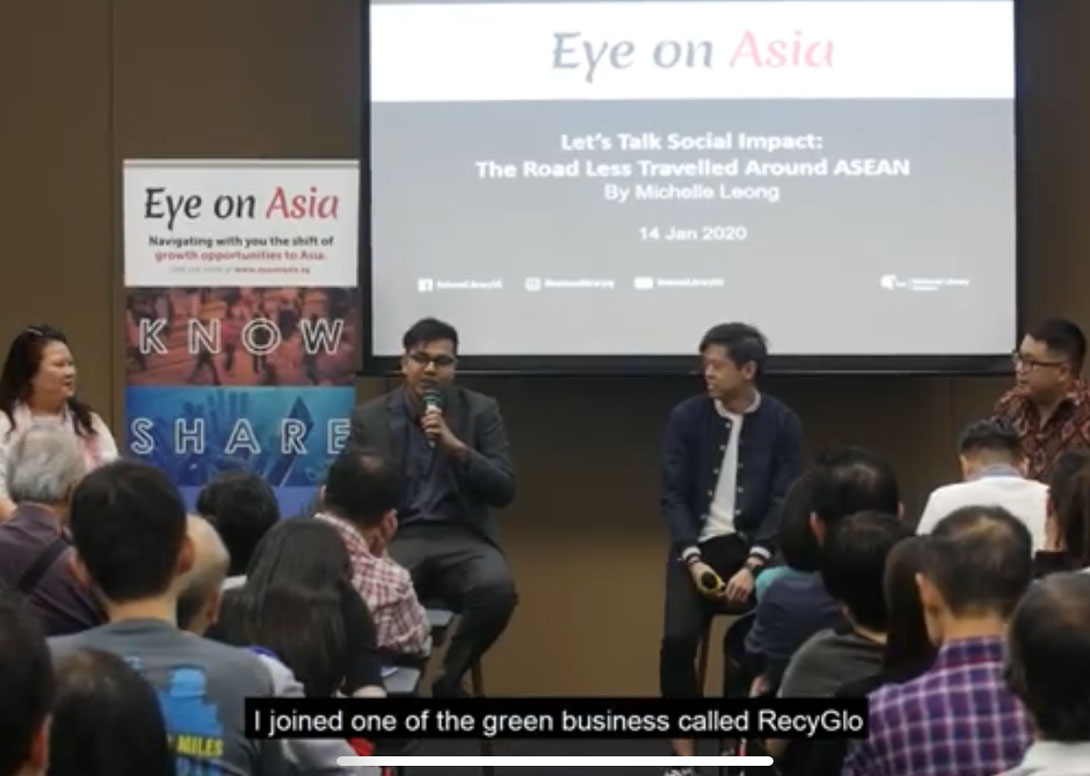 Eye on Asia
Let's Talk Social Impact:
The Road Less Travelled Around ASEAN
By Michelle Leong
14 Jan 2020
Eye on Asia
Navigating with you the shift of
growth opportunities to Asia.
KNOW
SHARE
MILES
I joined one of the green business called RecyGlo